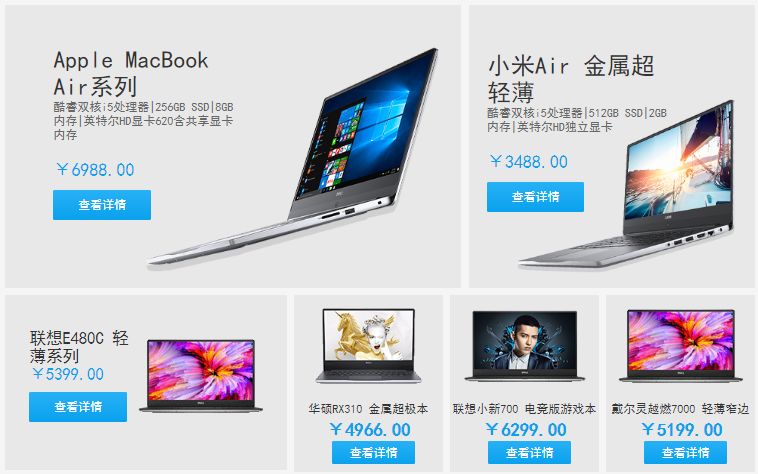 Apple MacBook
Air系列
酷睿双核i5处理器|256GB SSD|8GB
内存|英特尔HD显卡620含共享显卡
内存
￥6988.00
查看详情
小米Air 金属超
轻薄
酷睿双核i5处理器|512GB SSD|2GB
内存|英特尔HD独立显卡
￥3488.00
查看详情
联想E480C 轻
薄系列
￥5399.00
查看详情
华硕RX310 金属超极本
￥4966.00
查看详情
联想小新700 电竞版游戏本
￥6299.00
查看详情
戴尔灵越燃7000 轻薄窄边
￥5199.00
查看详情